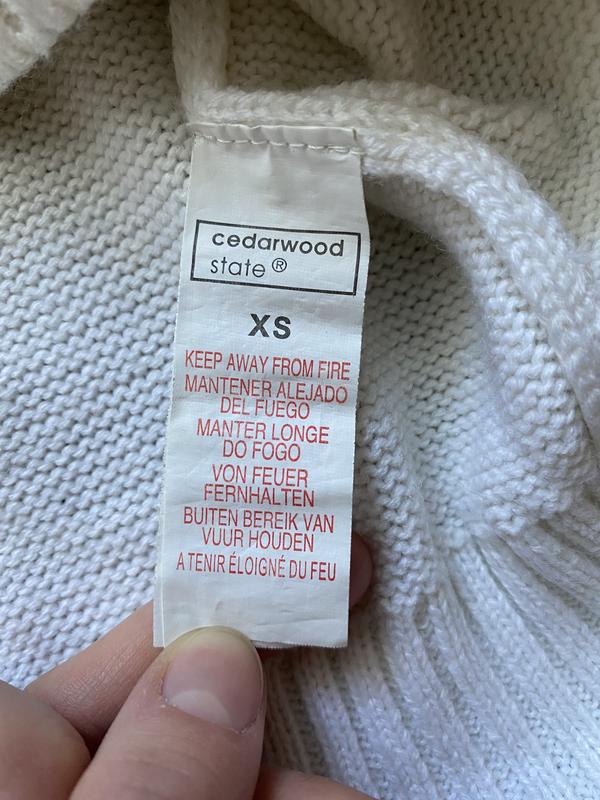 cedarwood
state®
XS
KEEP AWAY FROM FIRE
MANTENER ALEJADO
DEL FUEGO
MANTER LONGE
DO FOGO
VON FEUER
FERNHALTEN
BUITEN BEREIK VAN
VUUR HOUDEN
A TENIR ÉLOIGNÉ DU FEU